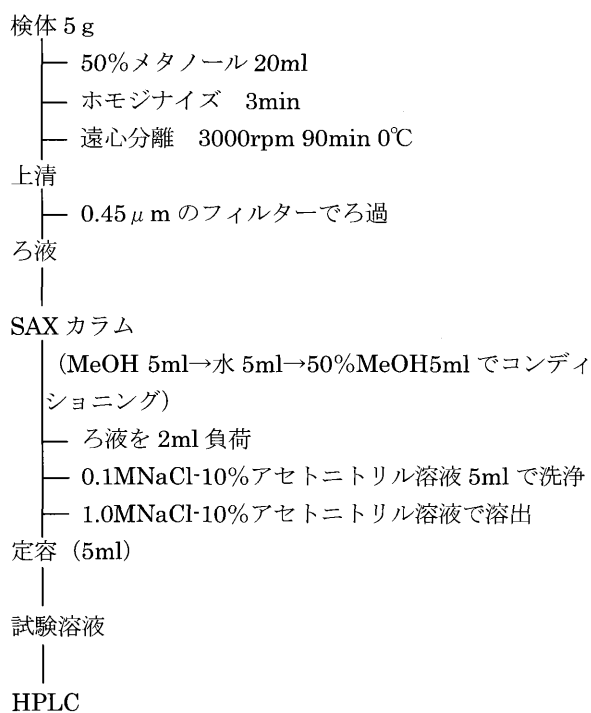 検体 5 g
50%メタノール 20ml
ホモジナイズ　3min
遠心分離　3000rpm 90min 0℃
上清
0.45μm のフィルターでろ過
ろ液
SAX カラム
（MeOH 5ml→水 5ml→50%MeOH5ml でコンディ
ショニング）
ろ液を 2ml 負荷
0.1MNaCl-10%アセトニトリル溶液 5ml で洗浄
1.0MNaCl-10%アセトニトリル溶液で溶出
定容（5ml）
試験溶液
HPLC